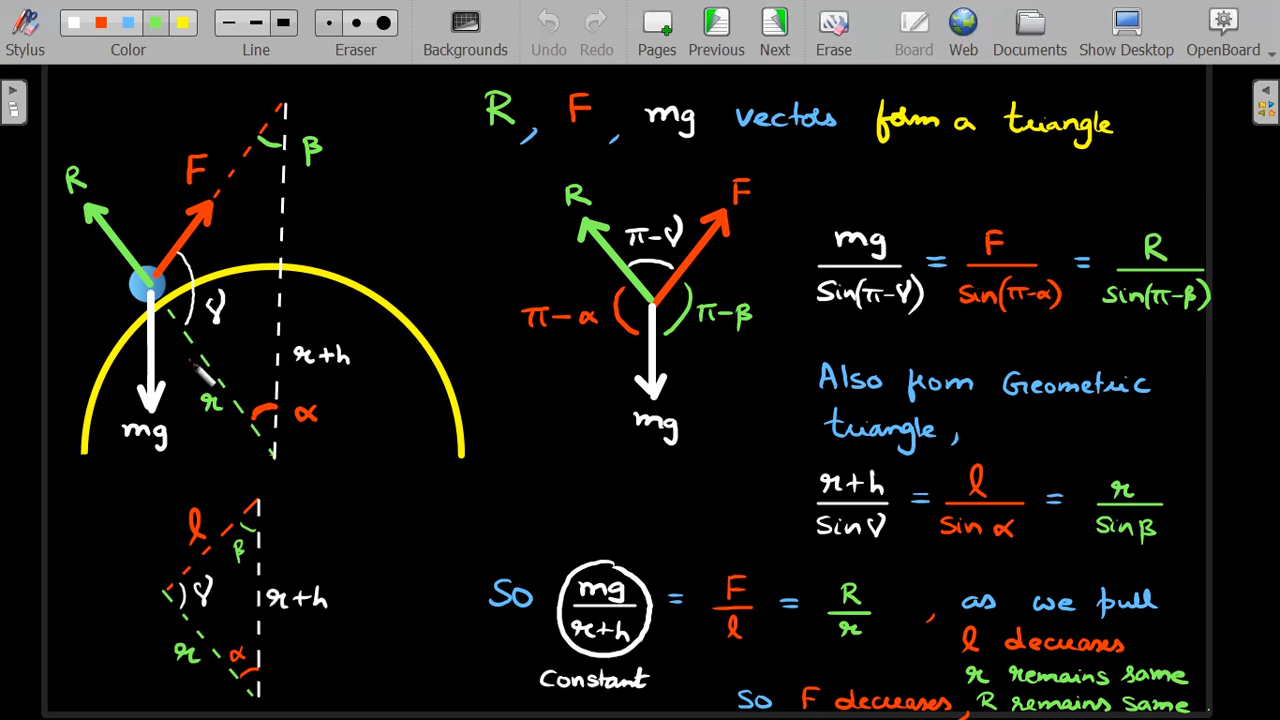 Stylus Color Line Eraser Backgrounds Undo Redo Pages Previous Next Erase Board Web Documents Show Desktop OpenBoard
R, F, mg vectors form a triangle
β
F
R
γ
r+h
r
α
mg
R
F
π-γ
π-α
π-β
mg
mg/Sin(π-γ) = F/sin(π-α) = R/sin(π-β)
Also from Geometric
triangle,
r+h/sinγ = l/sin α = r/sinβ
l
β
γ
r+h
r
α
So mg/r+h = F/l = R/r , as we pull
Constant
l decreases
r remains same
so F decreases, R remains same .